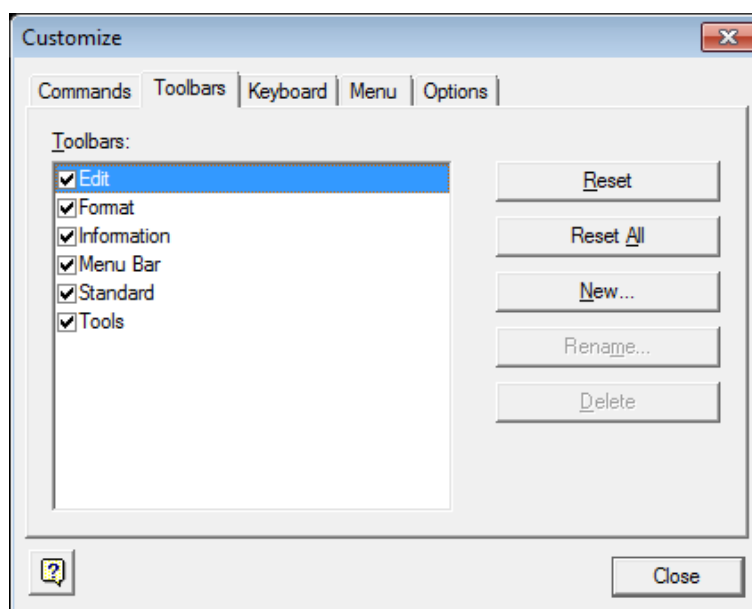 Customize
Commands Toolbars Keyboard Menu Options
Toolbars:
Edit
Format
Information
Menu Bar
Standard
Tools
Reset
Reset All
New...
Rename...
Delete
?
Close